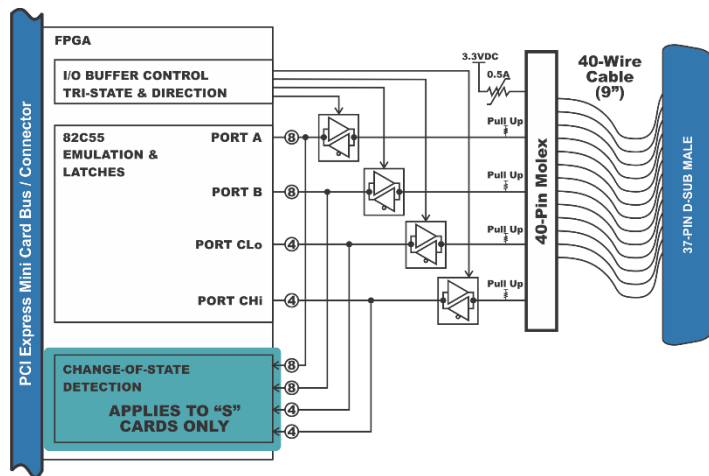 PCI Express Mini Card Bus / Connector
FPGA
I/O BUFFER CONTROL
TRI-STATE & DIRECTION
82C55
EMULATION &
LATCHES
PORT A
8
PORT B
8
PORT CLo
4
PORT CHi
4
CHANGE-OF-STATE
DETECTION
APPLIES TO “S”
CARDS ONLY
8
8
4
4
3.3VDC
0.5A
Pull Up
Pull Up
Pull Up
Pull Up
40-Pin Molex
40-Wire
Cable
(9”)
37-PIN D-SUB MALE